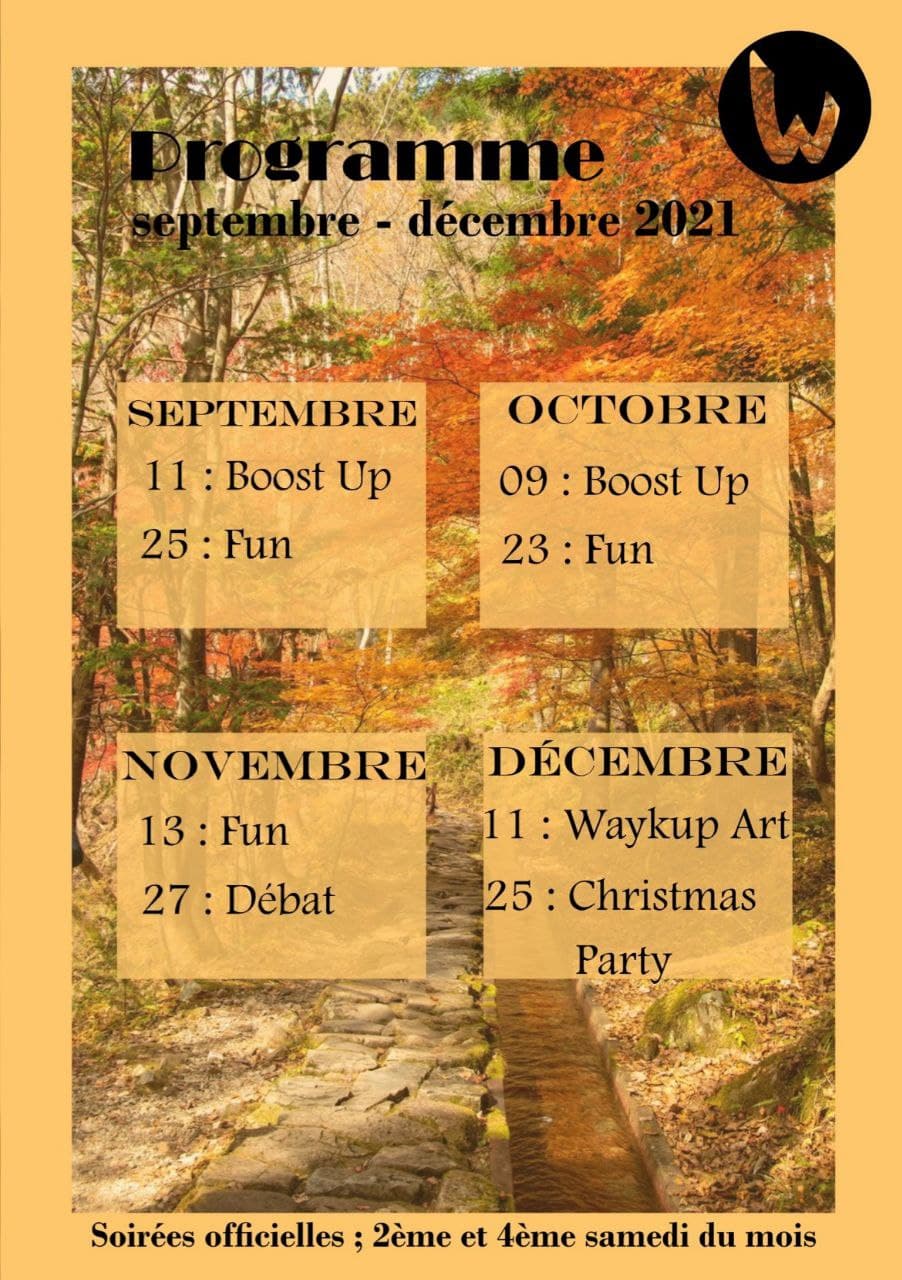 W
Programme
septembre - décembre 2021
SEPTEMBRE
11 : Boost Up
25 : Fun
OCTOBRE
09 : Boost Up
23 : Fun
NOVEMBRE
13 : Fun
27 : Débat
DÉCEMBRE
11 : Waykup Art
25 : Christmas
Party
Soirées officielles ; 2ème et 4ème samedi du mois